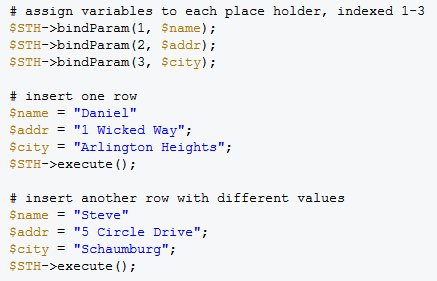 # assign variables to each place holder, indexed 1-3
$STH->bindParam(1, $name);
$STH->bindParam(2, $addr);
$STH->bindParam(3, $city);

# insert one row
$name = "Daniel"
$addr = "1 Wicked Way";
$city = "Arlington Heights";
$STH->execute();

# insert another row with different values
$name = "Steve"
$addr = "5 Circle Drive";
$city = "Schaumburg";
$STH->execute();